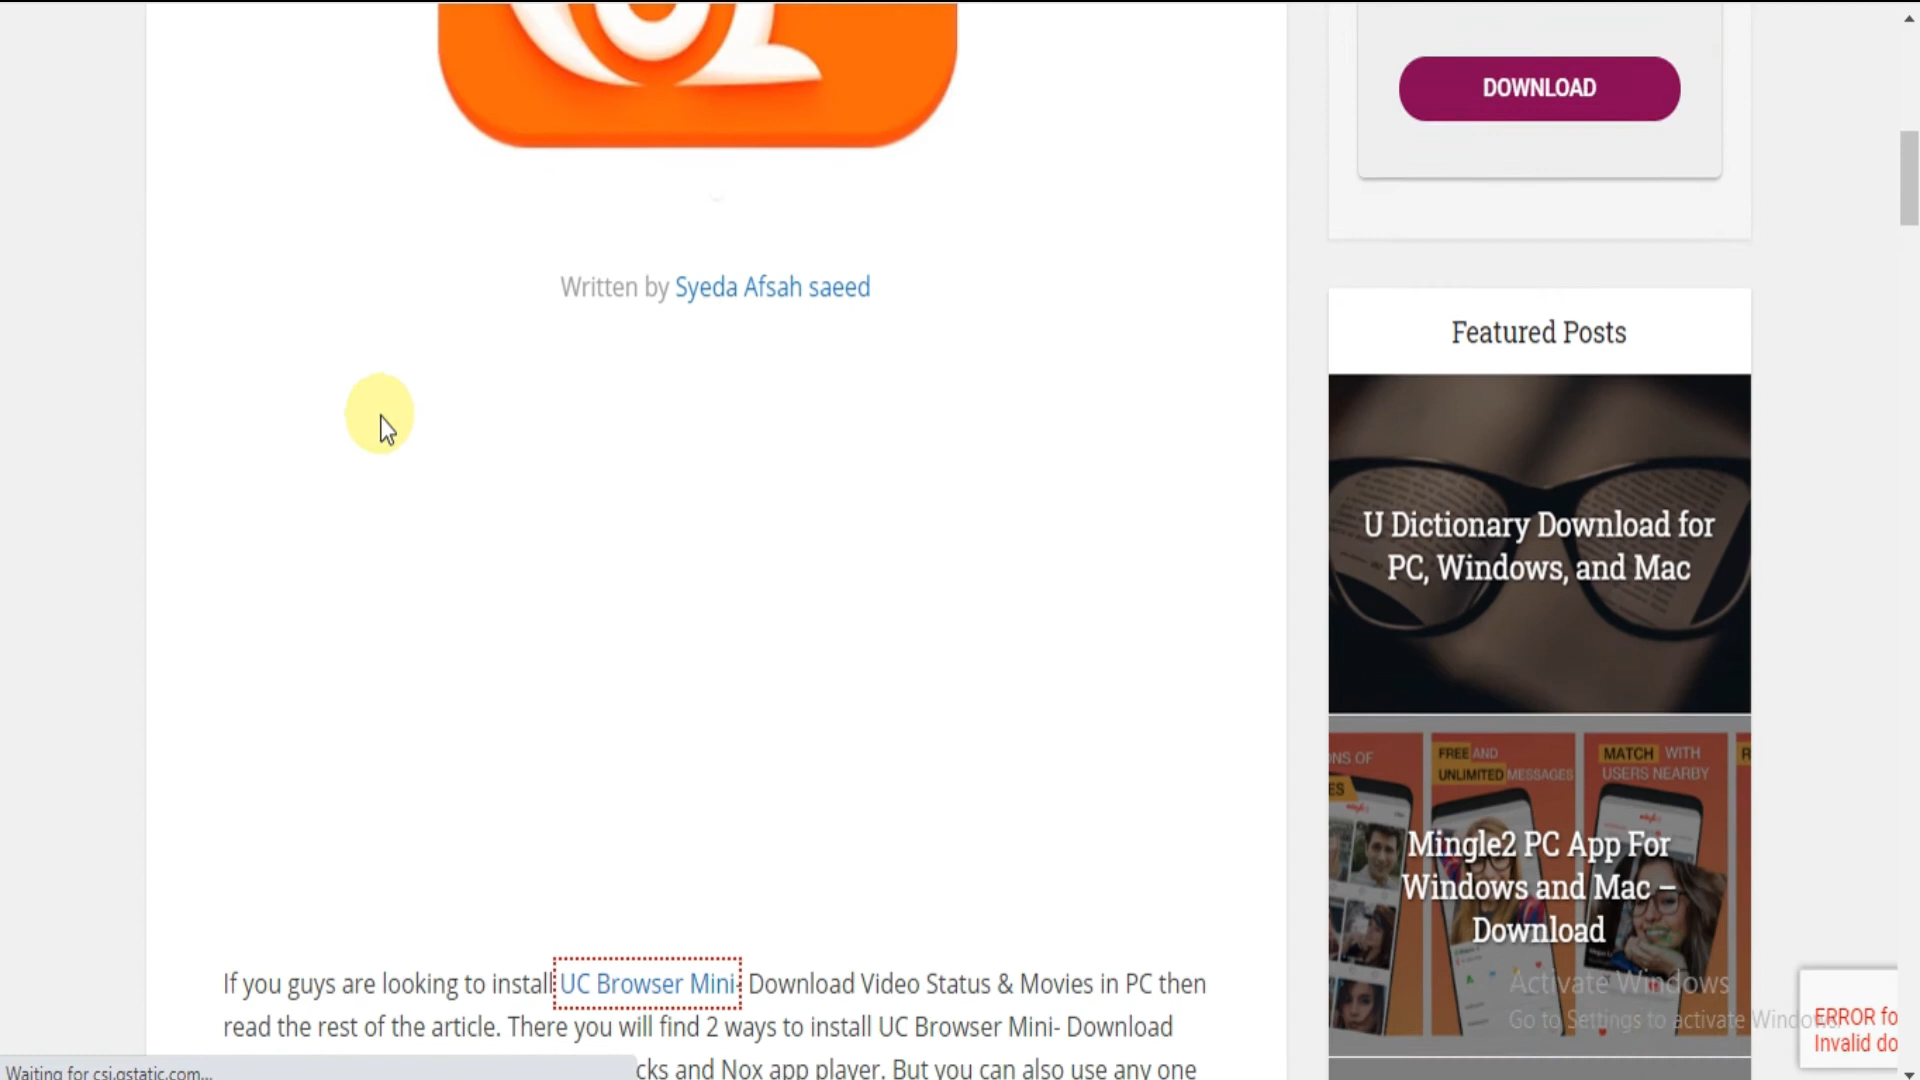 DOWNLOAD
Written by Syeda Afsah saeed
Featured Posts
U Dictionary Download for
PC, Windows, and Mac
ONS OF
ES
FREE AND
UNLIMITED MESSAGES
MATCH WITH
USERS NEARBY
Mingle2 PC App For
Windows and Mac –
Download
If you guys are looking to install UC Browser Mini- Download Video Status & Movies in PC then
read the rest of the article. There you will find 2 ways to install UC Browser Mini- Download
cks and Nox app player. But you can also use any one
Activate Windows
Go to Settings to activate Windows.
ERROR fo
Invalid do
Waiting for csi.gstatic.com...